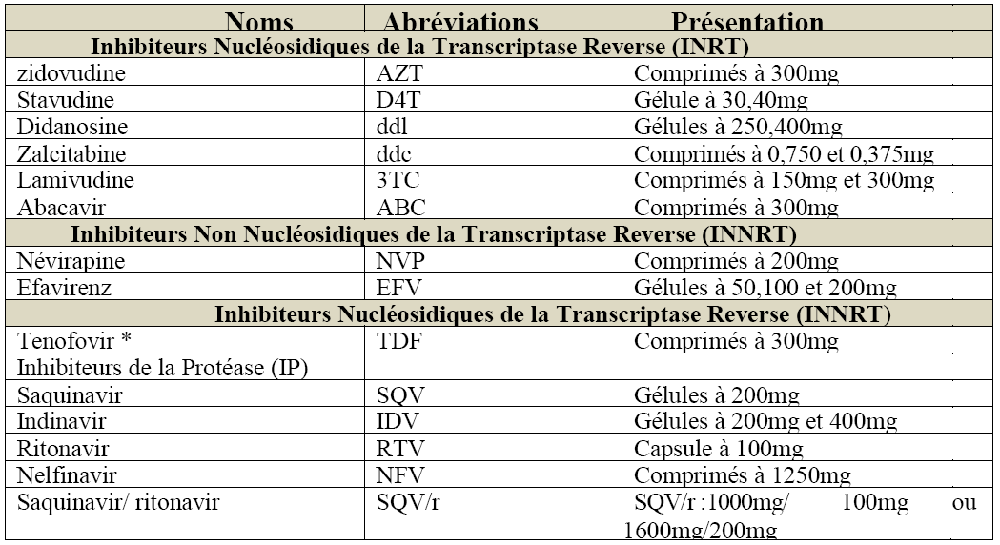 Noms Abréviations Présentation
Inhibiteurs Nucléosidiques de la Transcriptase Reverse (INRT)
zidovudine AZT Comprimés à 300mg
Stavudine D4T Gélule à 30,40mg
Didanosine ddl Gélules à 250,400mg
Zalcitabine ddc Comprimés à 0,750 et 0,375mg
Lamivudine 3TC Comprimés à 150mg et 300mg
Abacavir ABC Comprimés à 300mg
Inhibiteurs Non Nucléosidiques de la Transcriptase Reverse (INNRT)
Névirapine NVP Comprimés à 200mg
Efavirenz EFV Gélules à 50,100 et 200mg
Inhibiteurs Nucléosidiques de la Transcriptase Reverse (INNRT)
Tenofovir * TDF Comprimés à 300mg
Inhibiteurs de la Protéase (IP)
Saquinavir SQV Gélules à 200mg
Indinavir IDV Gélules à 200mg et 400mg
Ritonavir RTV Capsule à 100mg
Nelfinavir NFV Comprimés à 1250mg
Saquinavir/ ritonavir SQV/r SQV/r :1000mg/ 100mg ou
1600mg/200mg